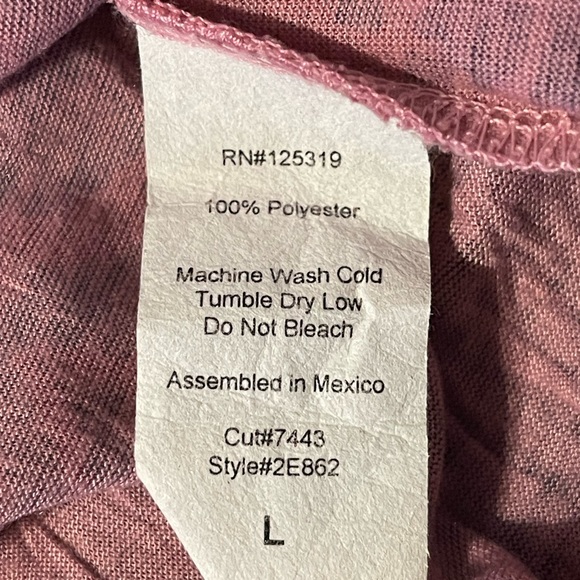 RN#125319
100% Polyester
Machine Wash Cold
Tumble Dry Low
Do Not Bleach
Assembled in Mexico
Cut#7443
Style#2E862
L